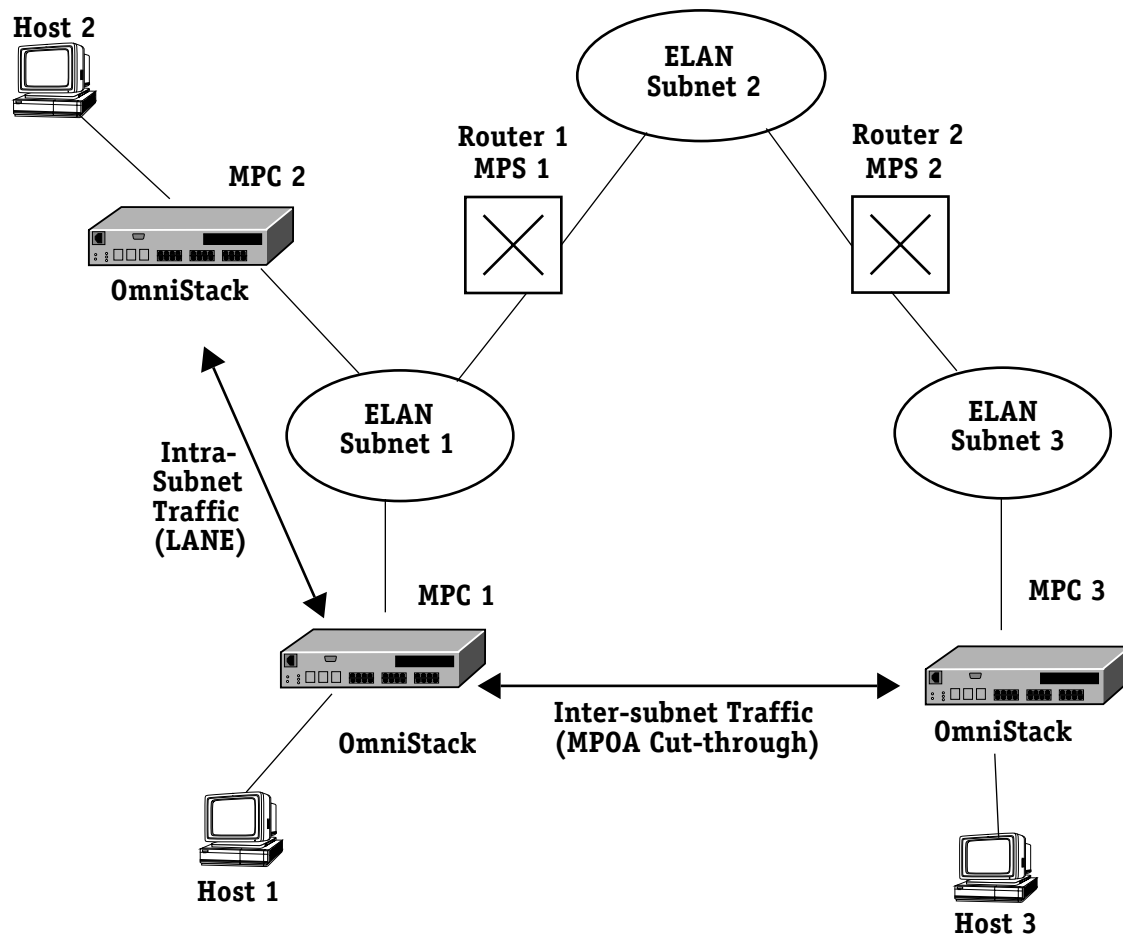 Host 2
ELAN
Subnet 2
Router 1
MPS 1
Router 2
MPS 2
MPC 2
OmniStack
ELAN
Subnet 1
ELAN
Subnet 3
Intra-
Subnet
Traffic
(LANE)
MPC 1
MPC 3
Inter-subnet Traffic
(MPOA Cut-through)
OmniStack
OmniStack
Host 1
Host 3